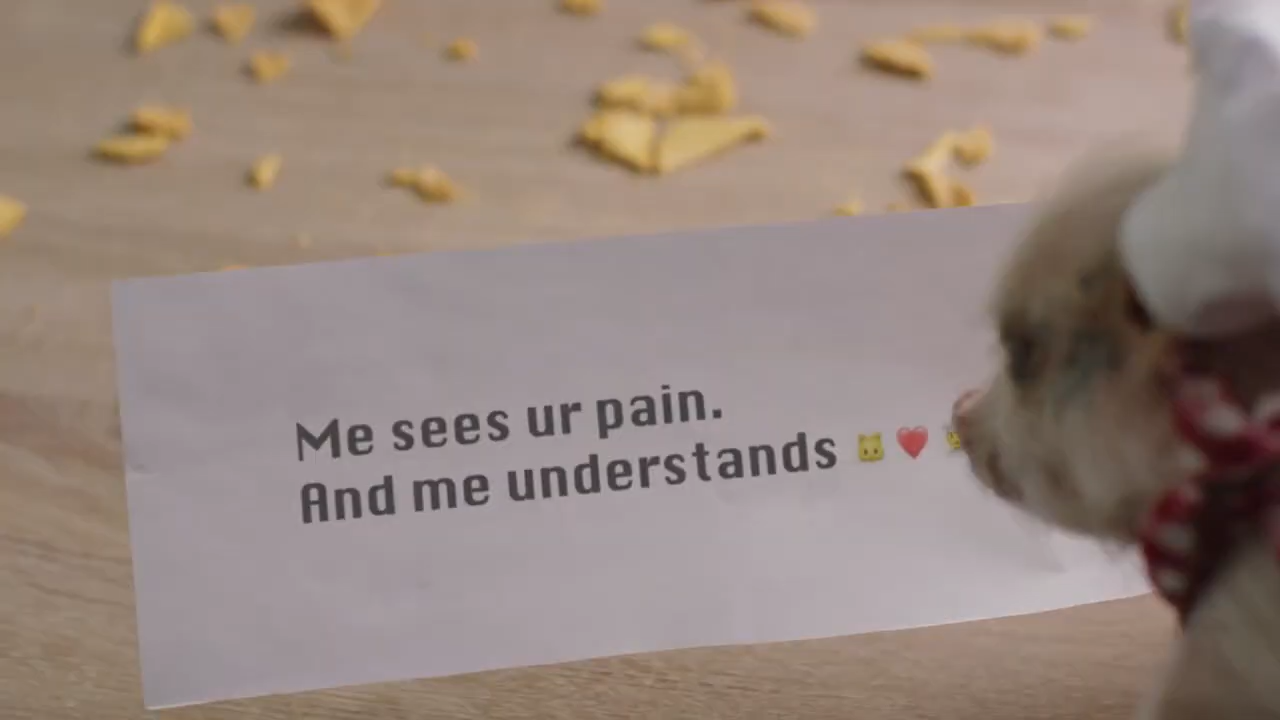 Me sees ur pain.
And me understands 🐱❤️